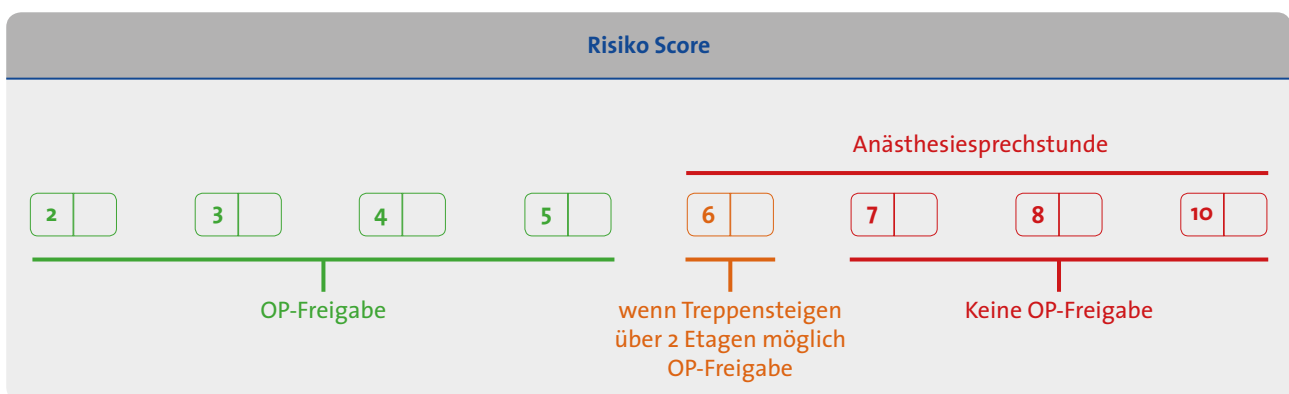 Risiko Score
Anästhesiesprechstunde
2 3 4 5 6 7 8 10
OP-Freigabe
wenn Treppensteigen
über 2 Etagen möglich
OP-Freigabe
Keine OP-Freigabe